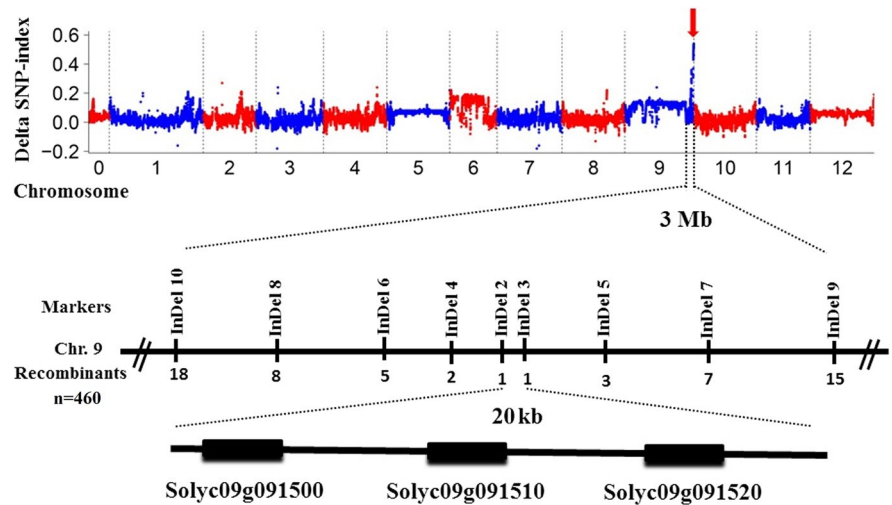 Delta SNP-index
0.6
0.4
0.2
0.0
−0.2
0 1 2 3 4 5 6 7 8 9 10 11 12
Chromosome
3 Mb
Markers
InDel 10 InDel 8 InDel 6 InDel 4 InDel 2 InDel 3 InDel 5 InDel 7 InDel 9
Chr. 9
Recombinants 18 8 5 2 1 1 3 7 15
n=460
20 kb
Solyc09g091500 Solyc09g091510 Solyc09g091520